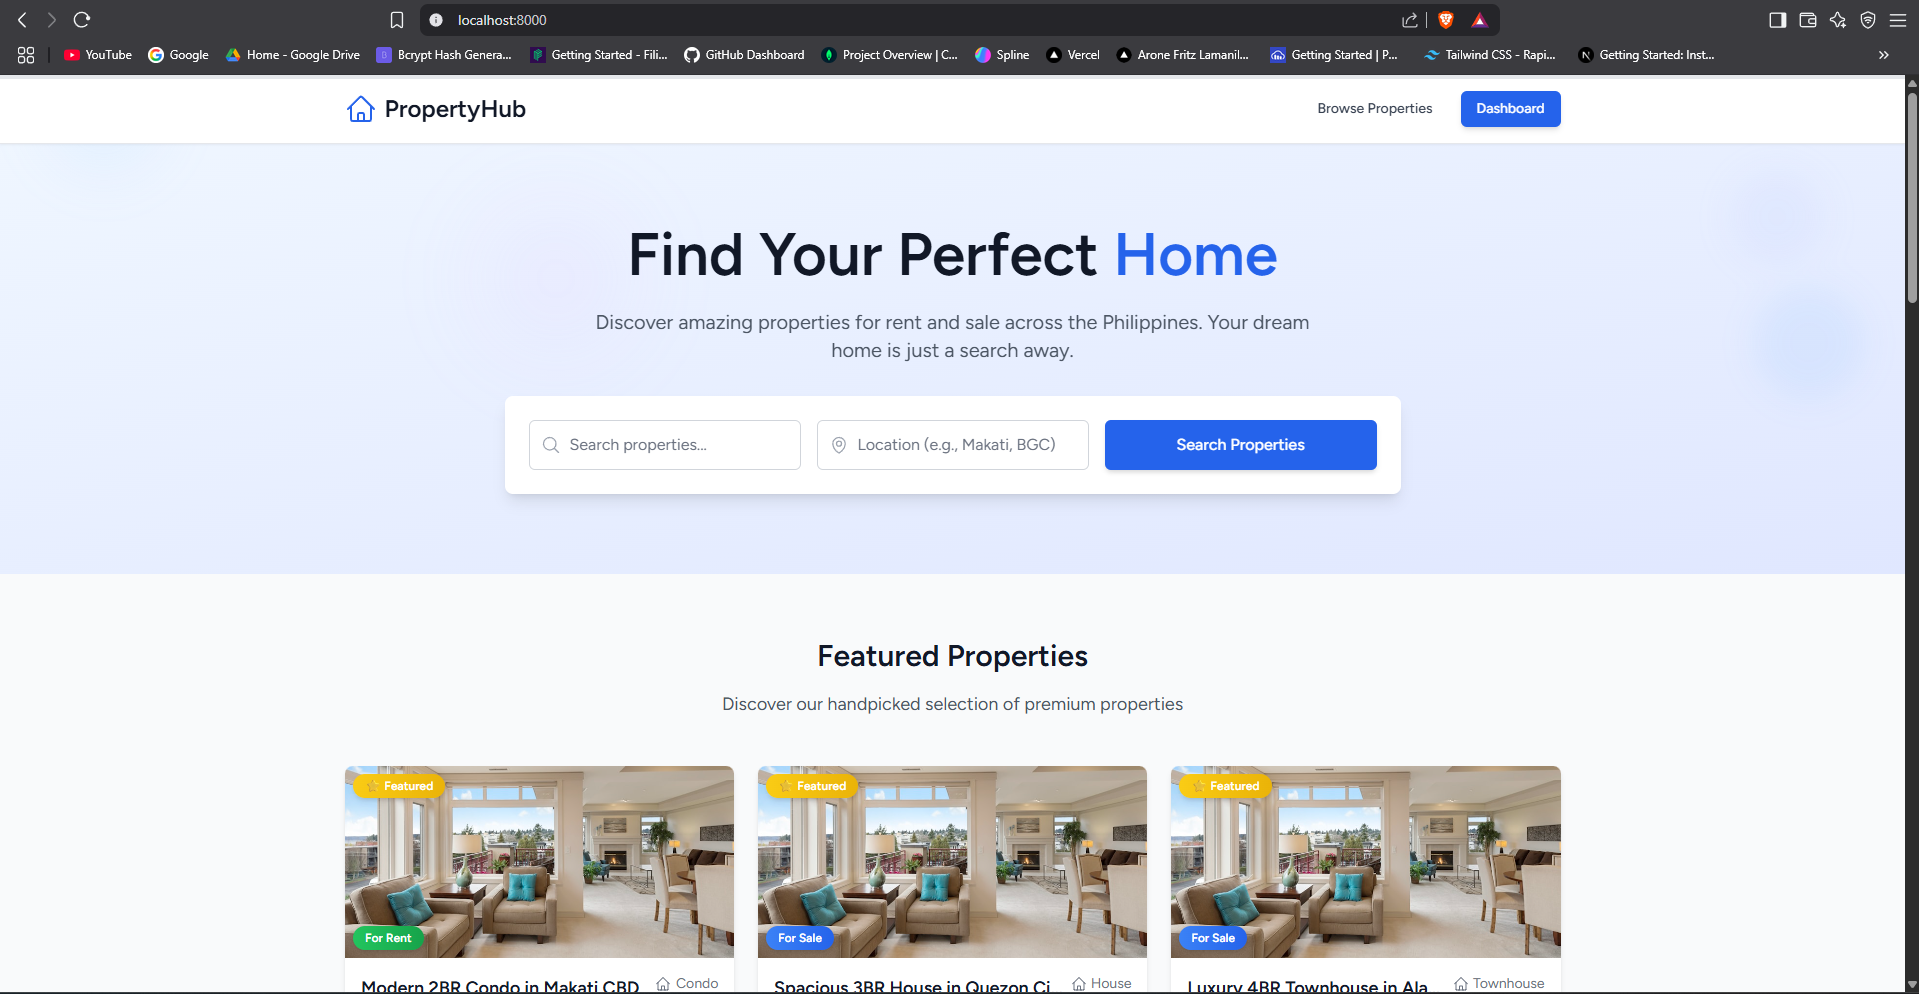 localhost:8000
YouTube
Google
Home - Google Drive
Bcrypt Hash Genera...
Getting Started - Fili...
GitHub Dashboard
Project Overview | C...
Spline
Vercel
Arone Fritz Lamanil...
Getting Started | P...
Tailwind CSS - Rapi...
Getting Started: Inst...
PropertyHub
Browse Properties
Dashboard
Find Your Perfect Home
Discover amazing properties for rent and sale across the Philippines. Your dream
home is just a search away.
Search properties...
Location (e.g., Makati, BGC)
Search Properties
Featured Properties
Discover our handpicked selection of premium properties
Featured
For Rent
Modern 2BR Condo in Makati CBD
Condo
Featured
For Sale
Spacious 3BR House in Quezon Ci
House
Featured
For Sale
Luxury 4BR Townhouse in Ala
Townhouse